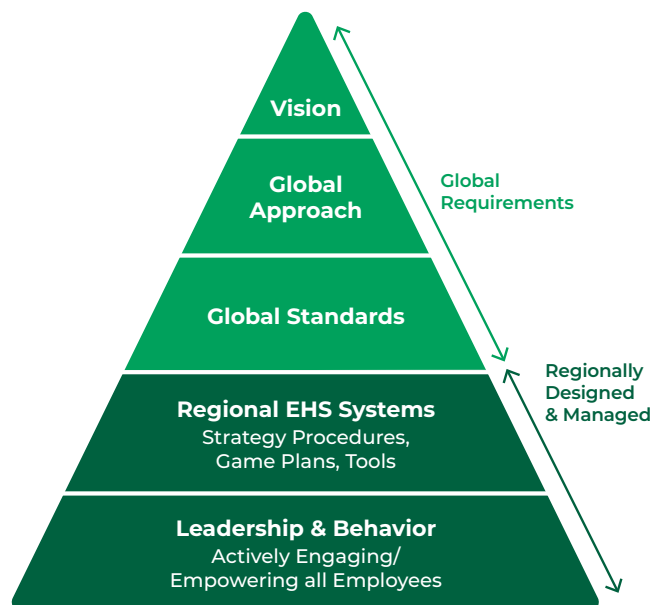 Vision
Global
Approach
Global
Requirements
Global Standards
Regionally
Designed
& Managed
Regional EHS Systems
Strategy Procedures,
Game Plans, Tools
Leadership & Behavior
Actively Engaging/
Empowering all Employees